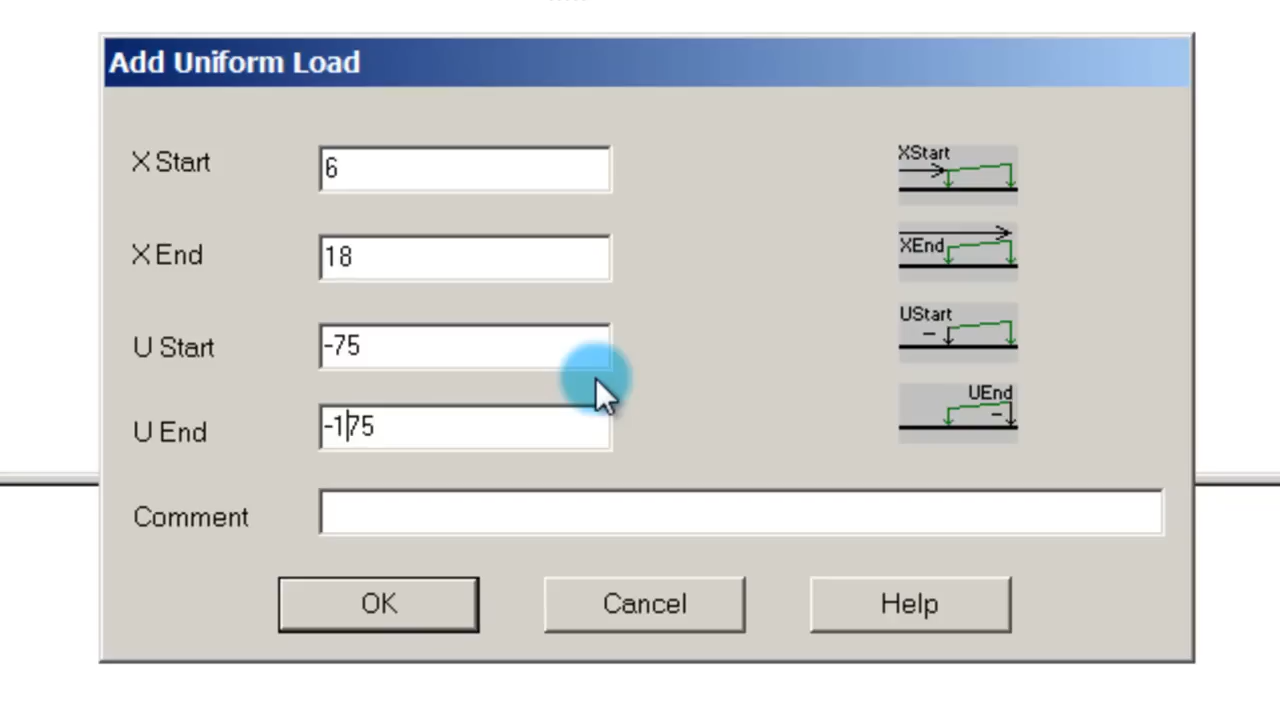 Add Uniform Load
X Start
6
XStart
X End
18
XEnd
U Start
-75
UStart
U End
-175
UEnd
Comment
OK
Cancel
Help